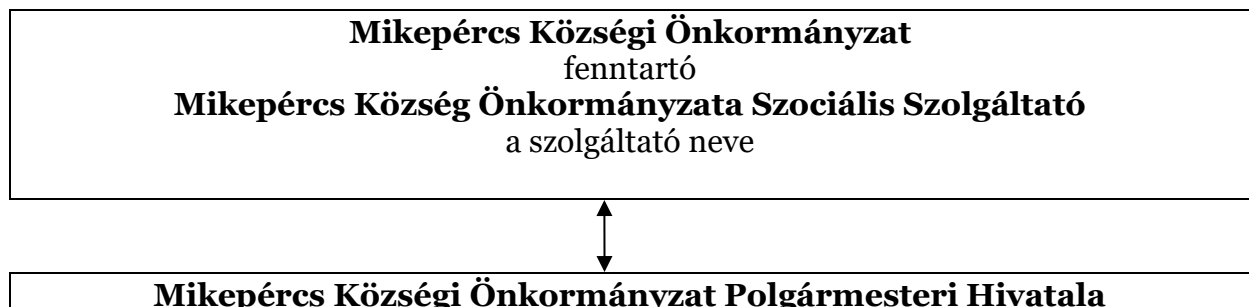 Mikepércs Községi Önkormányzat
fenntartó
Mikepércs Község Önkormányzata Szociális Szolgáltató
a szolgáltató neve
Mikepércs Községi Önkormányzat Polgármesteri Hivatala